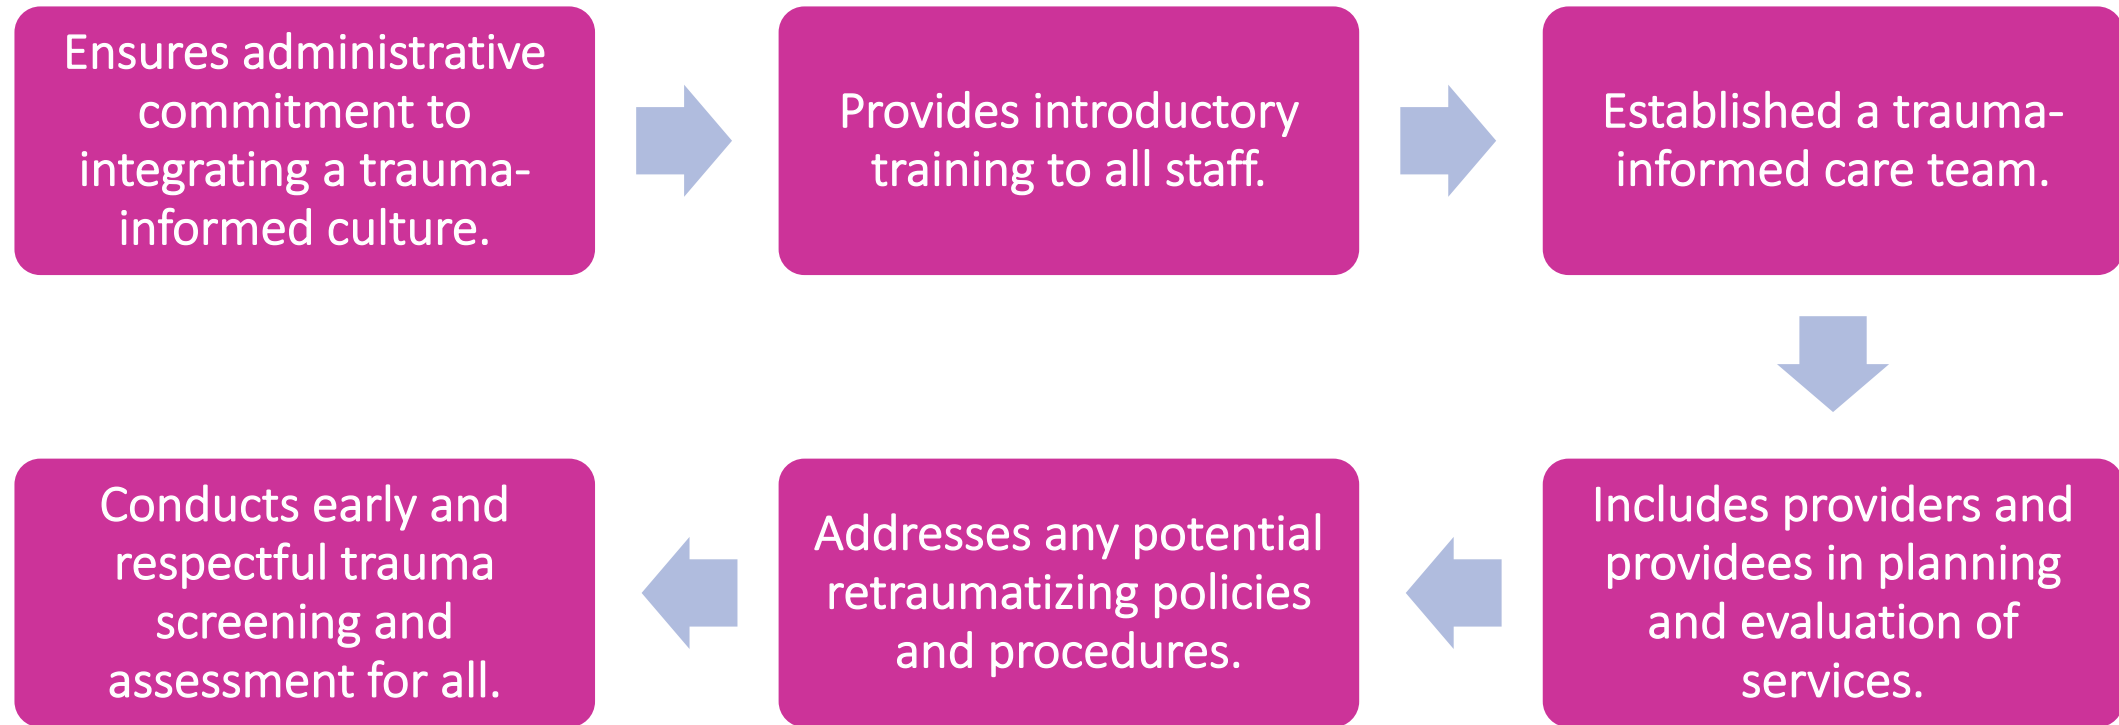 Ensures administrative
commitment to
integrating a trauma-
informed culture.
Provides introductory
training to all staff.
Established a trauma-
informed care team.
Includes providers and
providees in planning
and evaluation of
services.
Addresses any potential
retraumatizing policies
and procedures.
Conducts early and
respectful trauma
screening and
assessment for all.